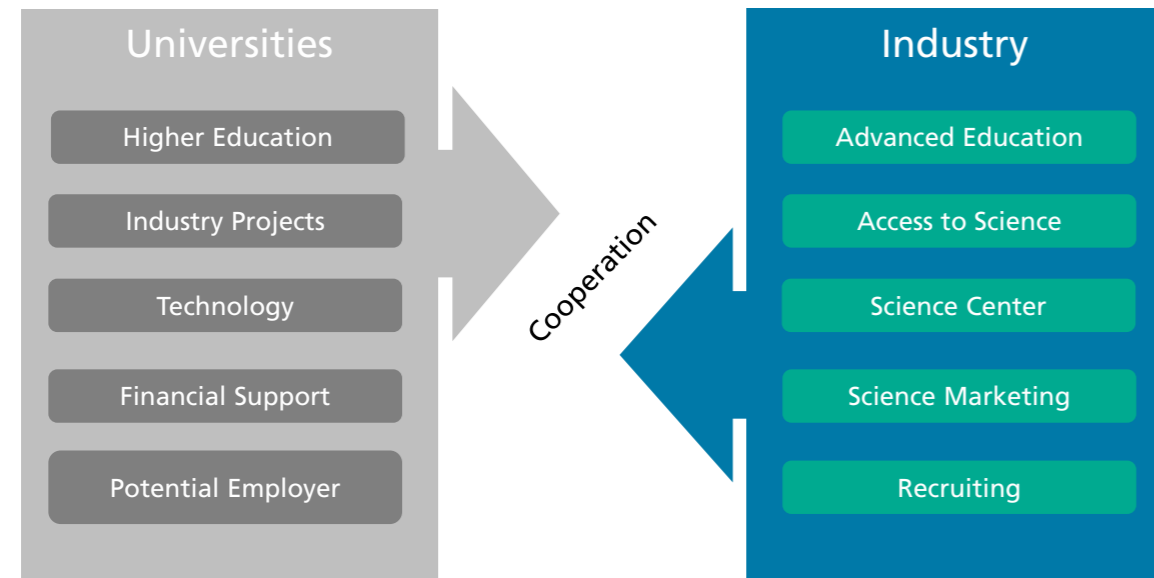 Universities
Higher Education
Industry Projects
Technology
Financial Support
Potential Employer
Cooperation
Industry
Advanced Education
Access to Science
Science Center
Science Marketing
Recruiting